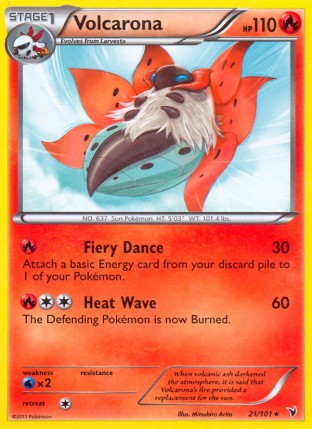 STAGE1
Volcarona
HP110
Evolves from Larvesta
NO. 637 Sun Pokémon HT: 5'03" WT: 101.4 lbs.
Fiery Dance 30
Attach a basic Energy card from your discard pile to
1 of your Pokémon.
Heat Wave 60
The Defending Pokémon is now Burned.
weakness resistance
×2
retreat
When volcanic ash darkened
the atmosphere, it is said that
Volcarona's fire provided a
replacement for the sun.
©2011 Pokémon
Illus. Mitsuhiro Arita
21/101 ★